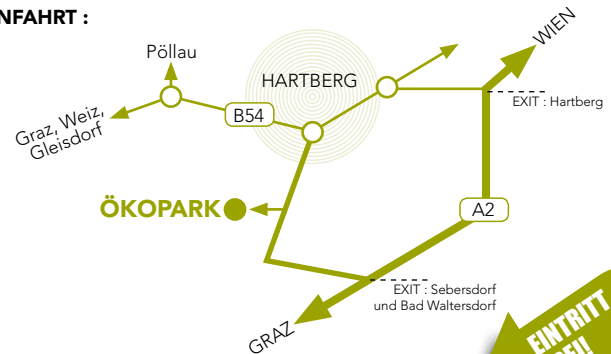 NFAHRT :
WIEN
Pöllau
HARTBERG
EXIT : Hartberg
B54
Graz, Weiz,
Gleisdorf
ÖKOPARK
A2
EXIT : Sebersdorf
und Bad Waltersdorf
GRAZ
EINTRITT